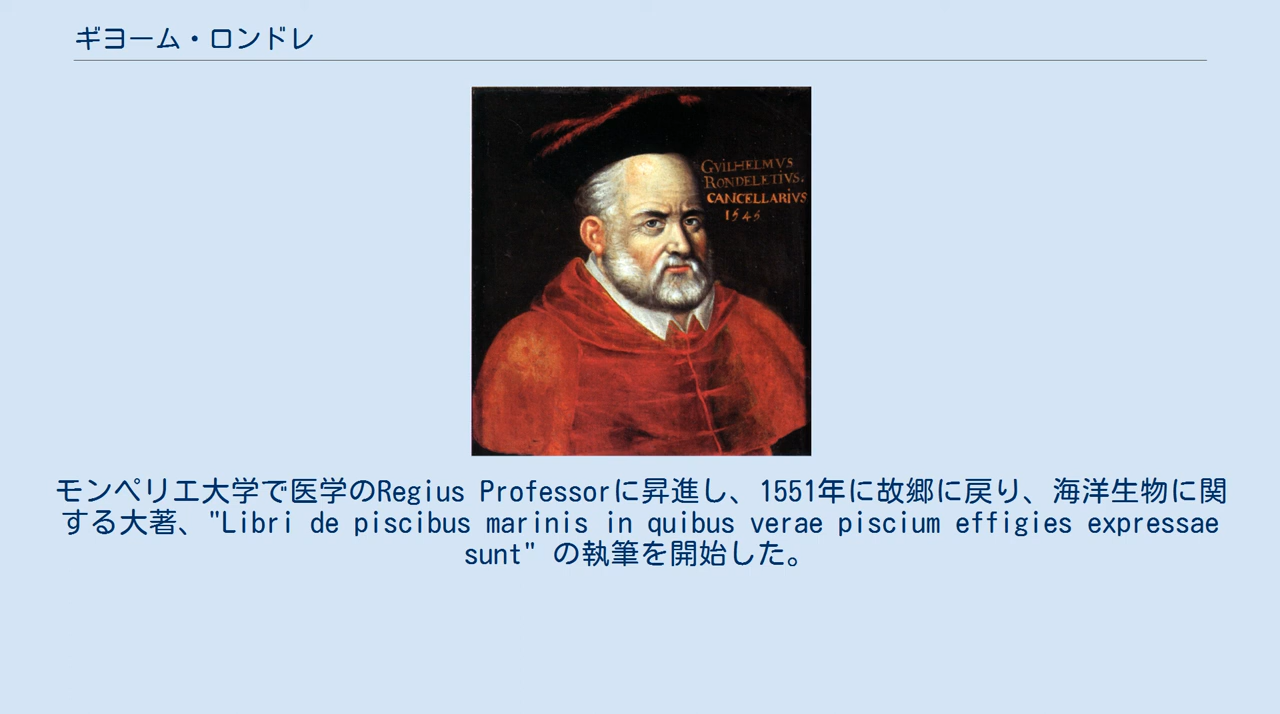 ギヨーム・ロンドレ
GVILHELMVS
RONDELETIVS.
CANCELLARIVS
1545
モンペリエ大学で医学のRegius Professorに昇進し、1551年に故郷に戻り、海洋生物に関
する大著、"Libri de piscibus marinis in quibus verae piscium effigies expressae
sunt" の執筆を開始した。